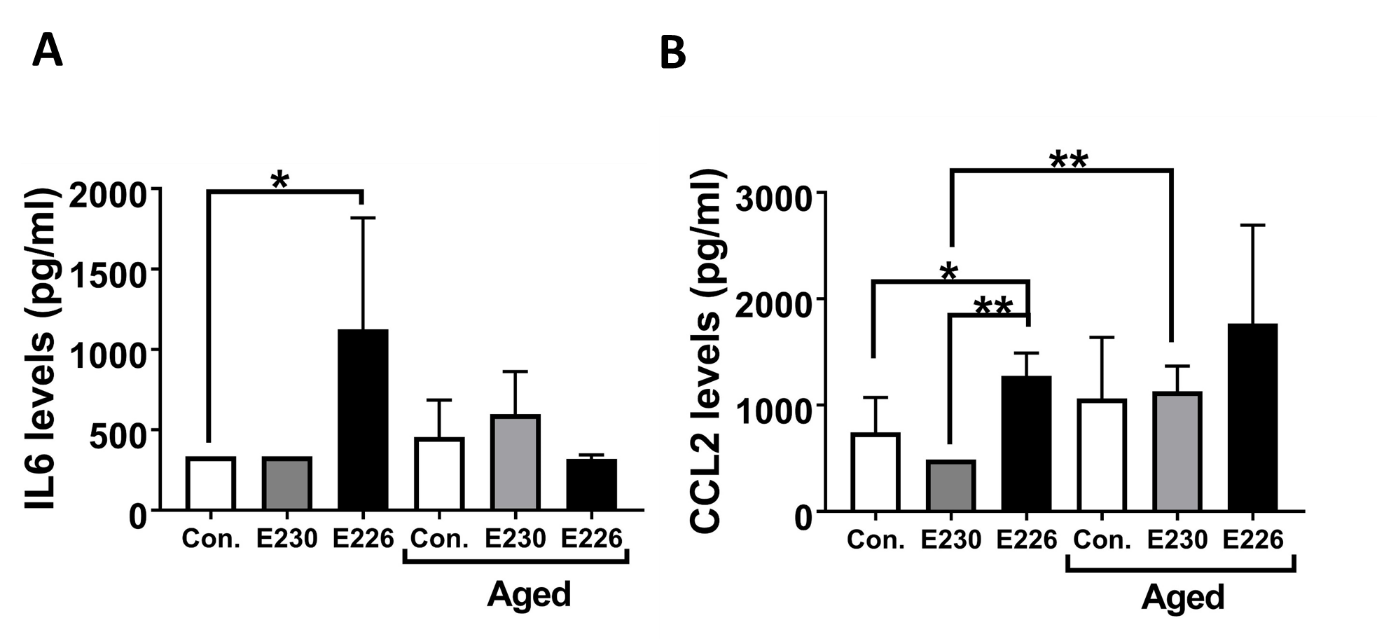 A
IL6 levels (pg/ml)
2000
1500
1000
500
0
*
Con. E230 E226 Con. E230 E226
Aged
B
CCL2 levels (pg/ml)
3000
2000
1000
0
**
*
**
Con. E230 E226 Con. E230 E226
Aged